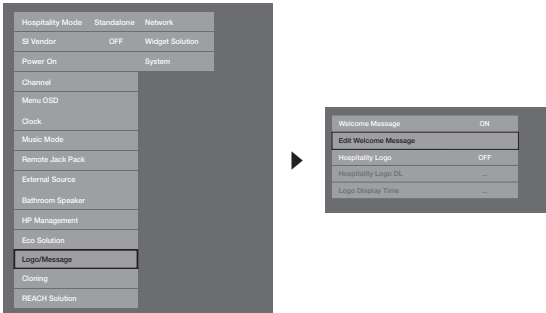 Hospitality Mode Standalone Network
SI Vendor OFF Widget Solution
Power On System
Channel
Menu OSD
Clock
Music Mode
Remote Jack Pack
External Source
Bathroom Speaker
HP Management
Eco Solution
Logo/Message
Cloning
REACH Solution
Welcome Message ON
Edit Welcome Message
Hospitality Logo OFF
Hospitality Logo DL ...
Logo Display Time ...